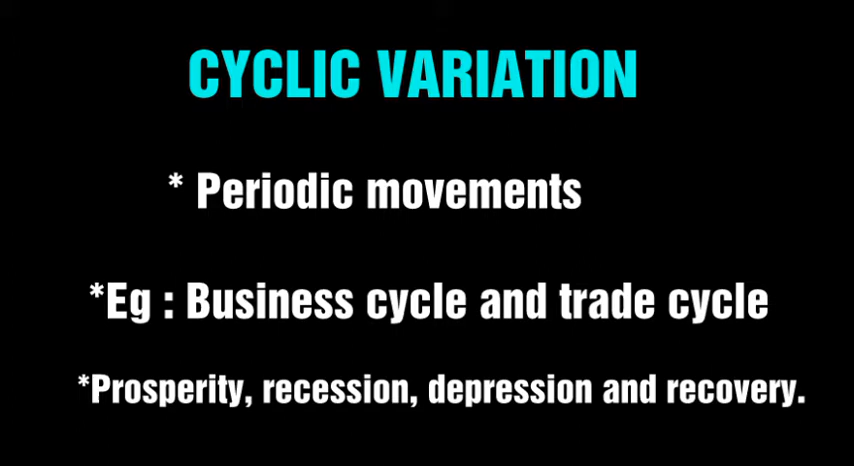 CYCLIC VARIATION
* Periodic movements
*Eg : Business cycle and trade cycle
*Prosperity, recession, depression and recovery.